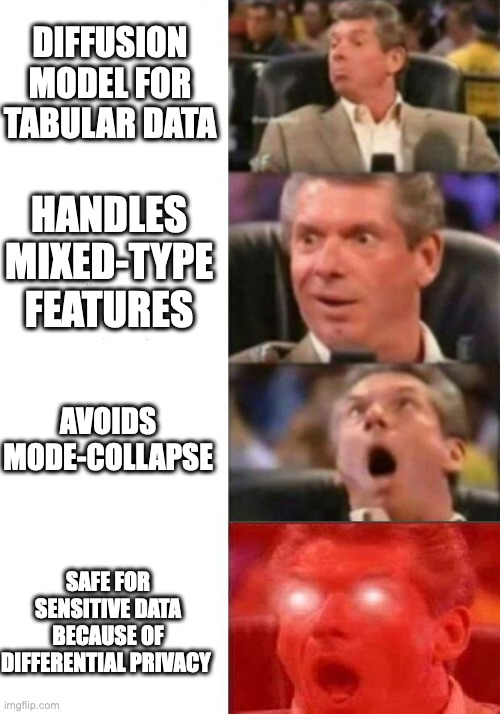 DIFFUSION
MODEL FOR
TABULAR DATA
HANDLES
MIXED-TYPE
FEATURES
AVOIDS
MODE-COLLAPSE
SAFE FOR
SENSITIVE DATA
BECAUSE OF
DIFFERENTIAL PRIVACY
imgflip.com